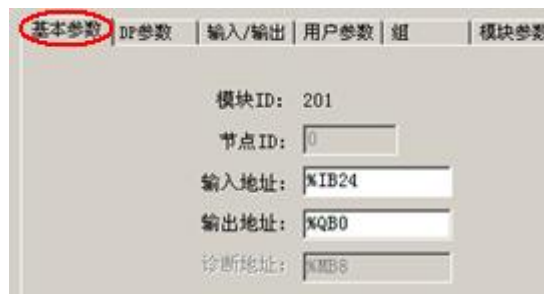 基本参数 DP参数 输入/输出 用户参数 组 模块参数
模块ID: 201
节点ID: 0
输入地址: %IB24
输出地址: %QB0
诊断地址: %MB8